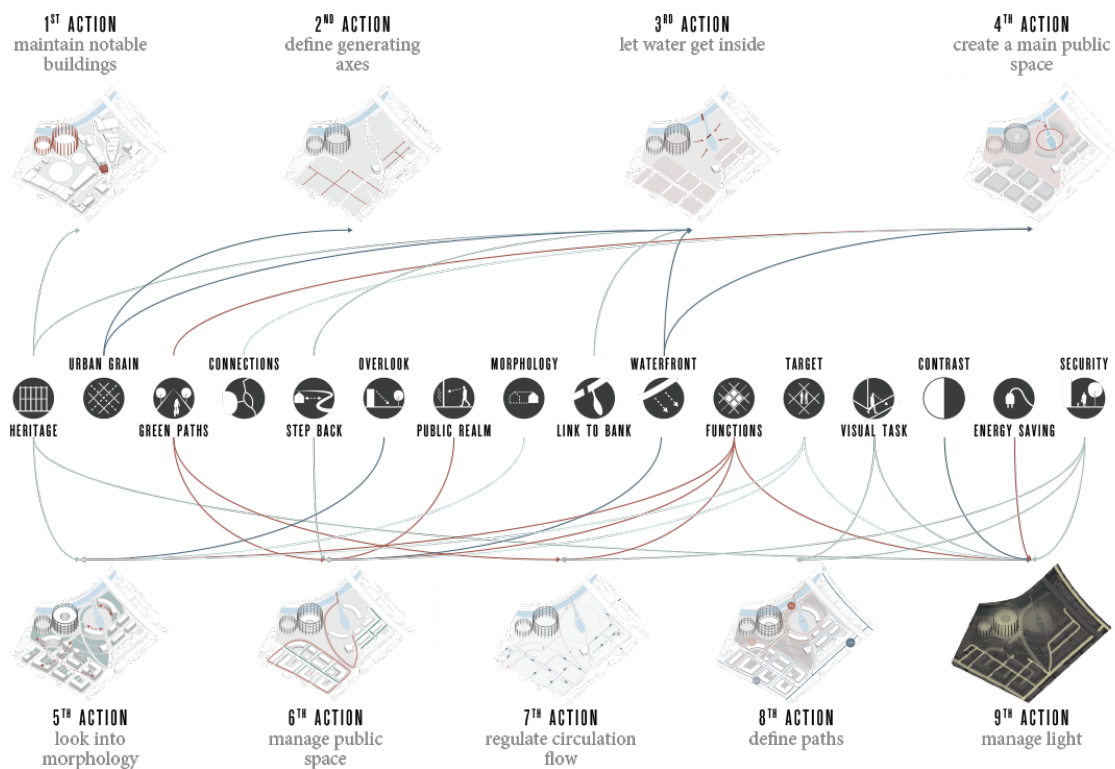 1ST ACTION
maintain notable
buildings
2ND ACTION
define generating
axes
3RD ACTION
let water get inside
4TH ACTION
create a main public
space
URBAN GRAIN
CONNECTIONS
OVERLOOK
MORPHOLOGY
WATERFRONT
TARGET
CONTRAST
SECURITY
HERITAGE
GREEN PATHS
STEP BACK
PUBLIC REALM
LINK TO BANK
FUNCTIONS
VISUAL TASK
ENERGY SAVING
5TH ACTION
look into
morphology
6TH ACTION
manage public
space
7TH ACTION
regulate circulation
flow
8TH ACTION
define paths
9TH ACTION
manage light